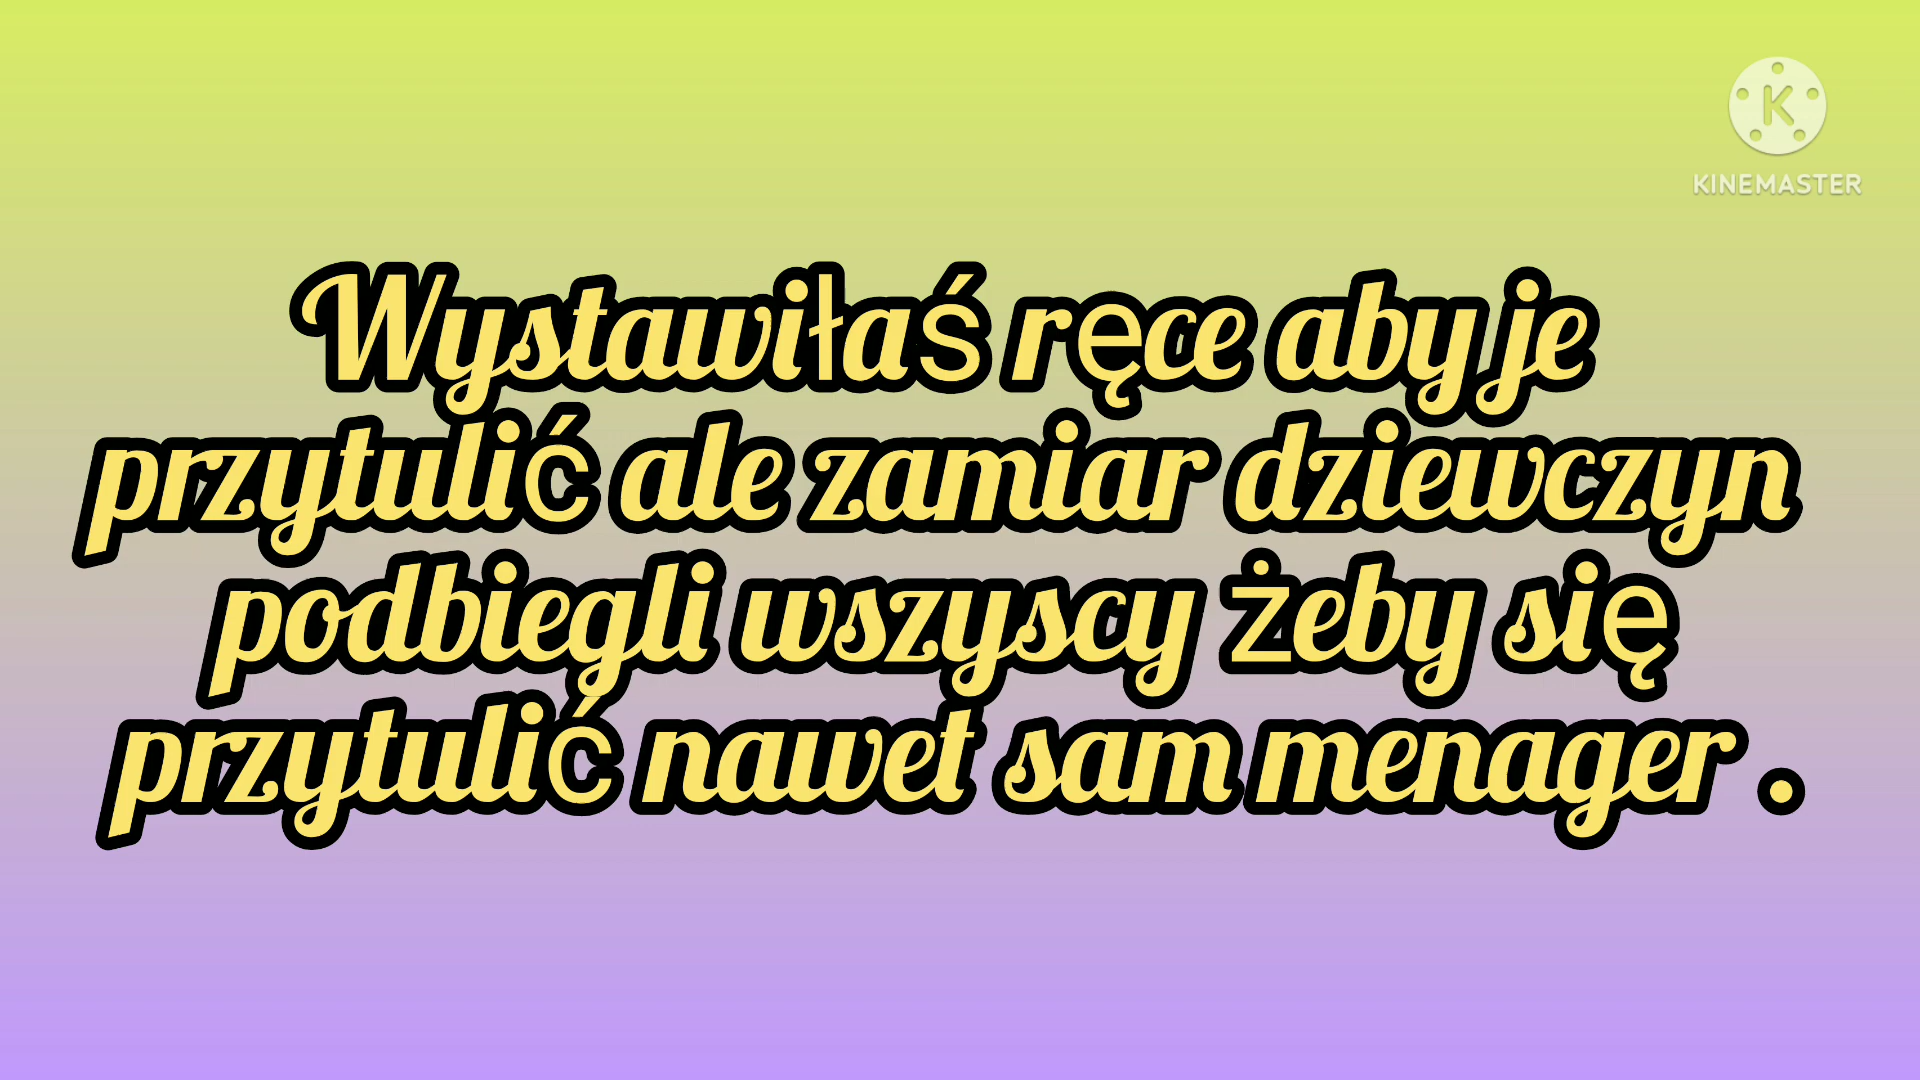 KINEMASTER
Wystawiłaś ręce aby je
przytulić ale zamiar dziewczyn
podbiegli wszyscy żeby się
przytulić nawet sam menager .